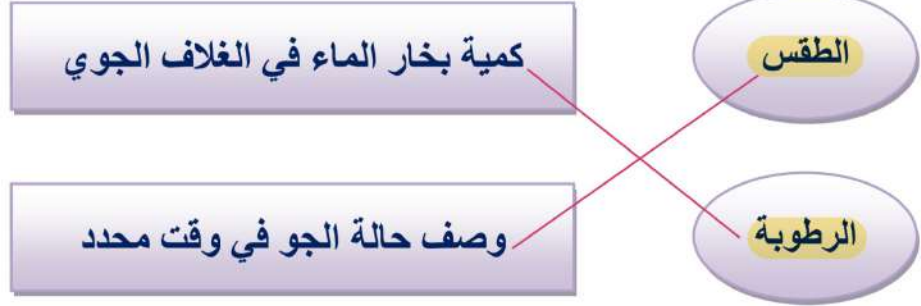 الطقس
كمية بخار الماء في الغلاف الجوي
الرطوبة
وصف حالة الجو في وقت محدد